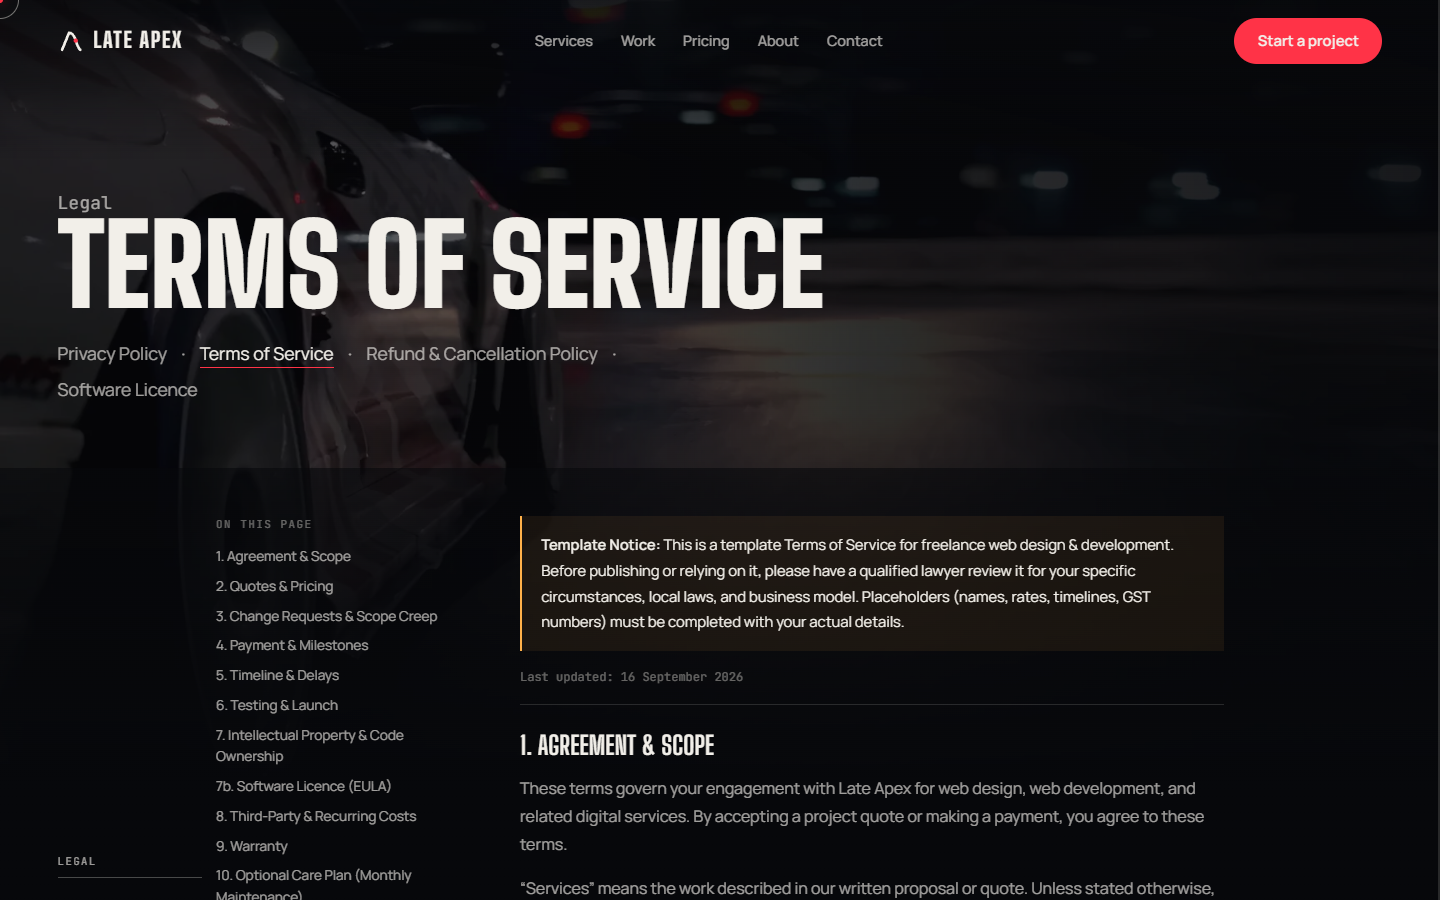 LATE APEX
Services
Work
Pricing
About
Contact
Start a project
Legal
TERMS OF SERVICE
Privacy Policy · Terms of Service · Refund & Cancellation Policy ·
Software Licence
ON THIS PAGE
1. Agreement & Scope
2. Quotes & Pricing
3. Change Requests & Scope Creep
4. Payment & Milestones
5. Timeline & Delays
6. Testing & Launch
7. Intellectual Property & Code
Ownership
7b. Software Licence (EULA)
8. Third-Party & Recurring Costs
9. Warranty
10. Optional Care Plan (Monthly
Maintenance)
LEGAL
Template Notice: This is a template Terms of Service for freelance web design & development.
Before publishing or relying on it, please have a qualified lawyer review it for your specific
circumstances, local laws, and business model. Placeholders (names, rates, timelines, GST
numbers) must be completed with your actual details.
Last updated: 16 September 2026
1. AGREEMENT & SCOPE
These terms govern your engagement with Late Apex for web design, web development, and
related digital services. By accepting a project quote or making a payment, you agree to these
terms.
“Services” means the work described in our written proposal or quote. Unless stated otherwise,